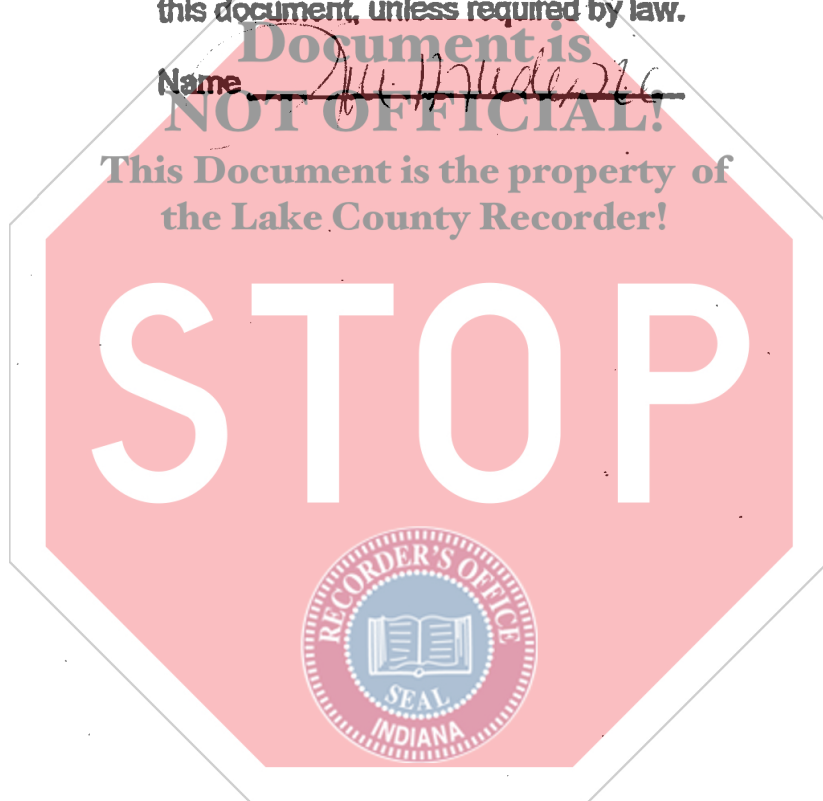 this document, unless required by law.
Document is
Name
NOT OFFICIAL!
This Document is the property of
the Lake County Recorder!
STOP
RECORDER'S OFFICE
SEAL
INDIANA